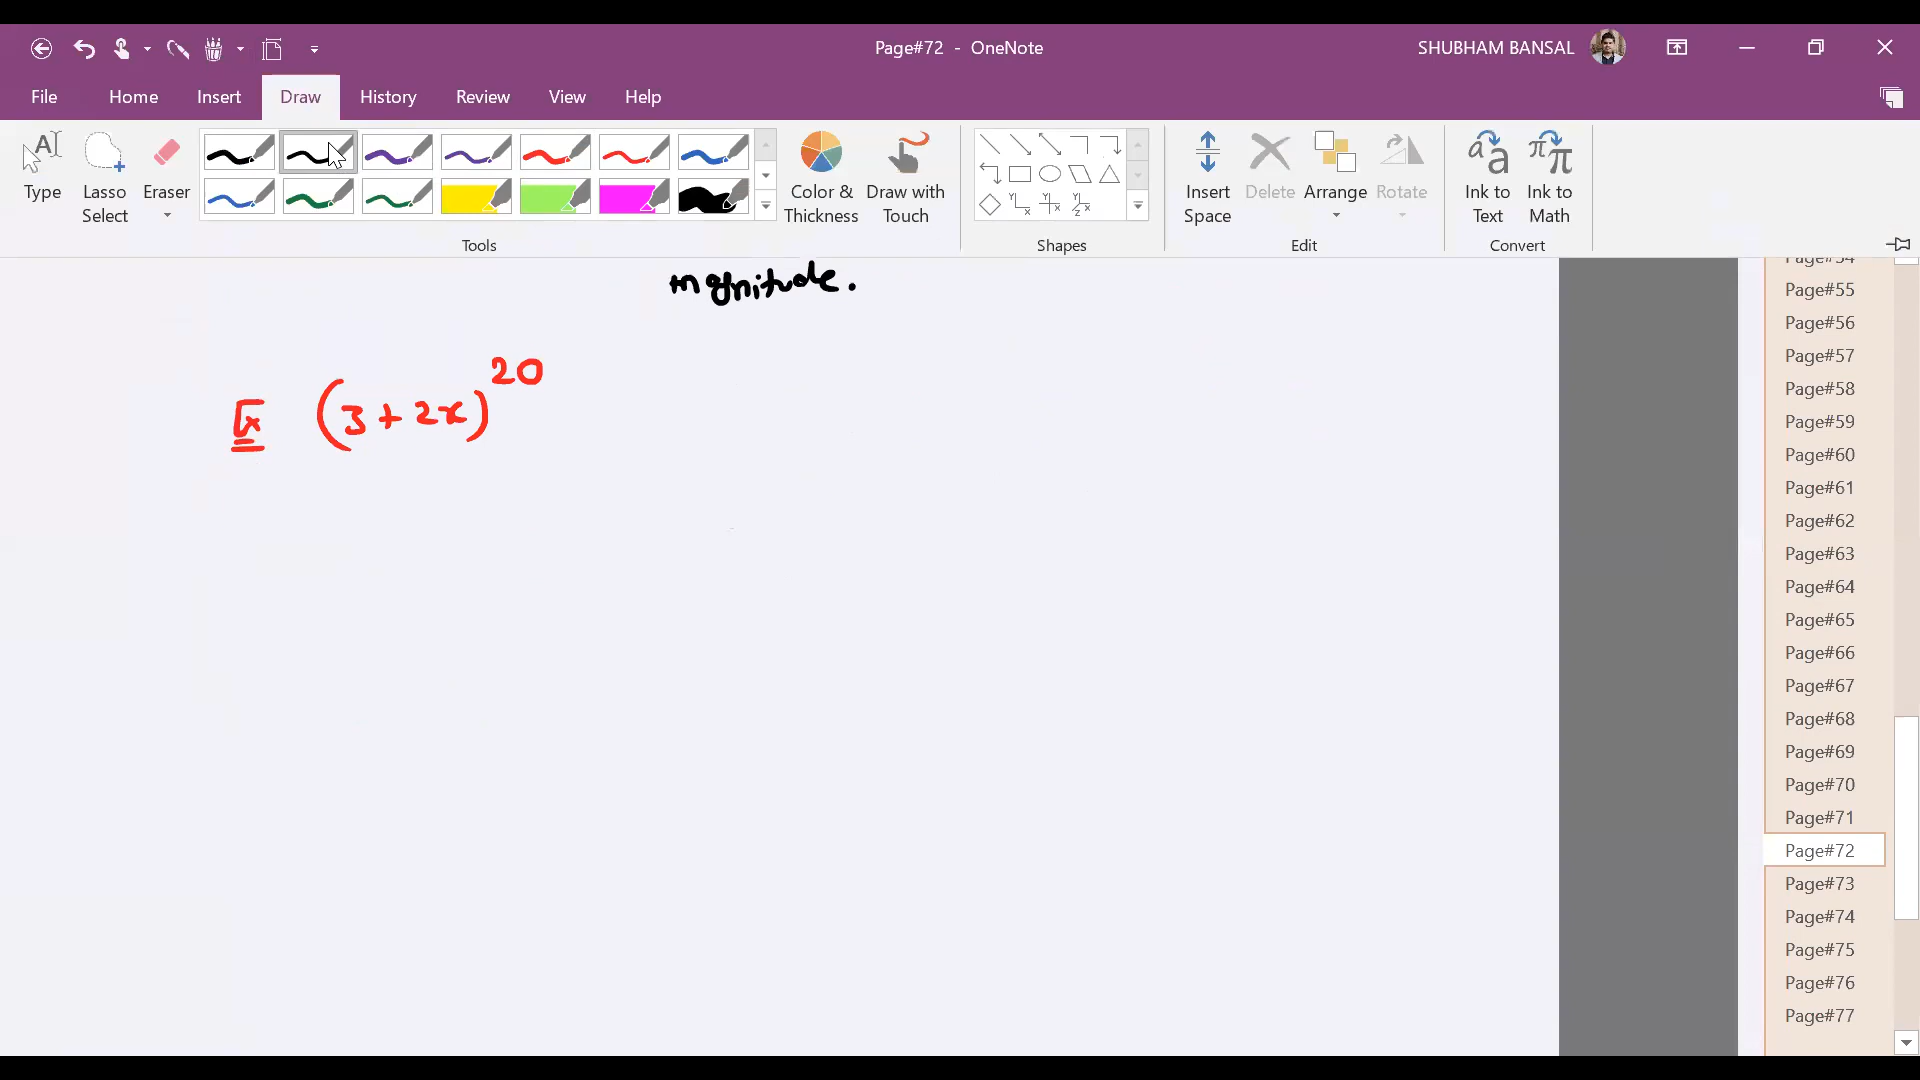 Page#72 - OneNote
SHUBHAM BANSAL
File Home Insert Draw History Review View Help
Type
Lasso Select
Eraser
Color & Thickness
Draw with Touch
Insert Space
Delete
Arrange
Rotate
Ink to Text
Ink to Math
Tools
Shapes
Edit
Convert
mgnitude.
Ex (3+2x)^20
Page#54
Page#55
Page#56
Page#57
Page#58
Page#59
Page#60
Page#61
Page#62
Page#63
Page#64
Page#65
Page#66
Page#67
Page#68
Page#69
Page#70
Page#71
Page#72
Page#73
Page#74
Page#75
Page#76
Page#77